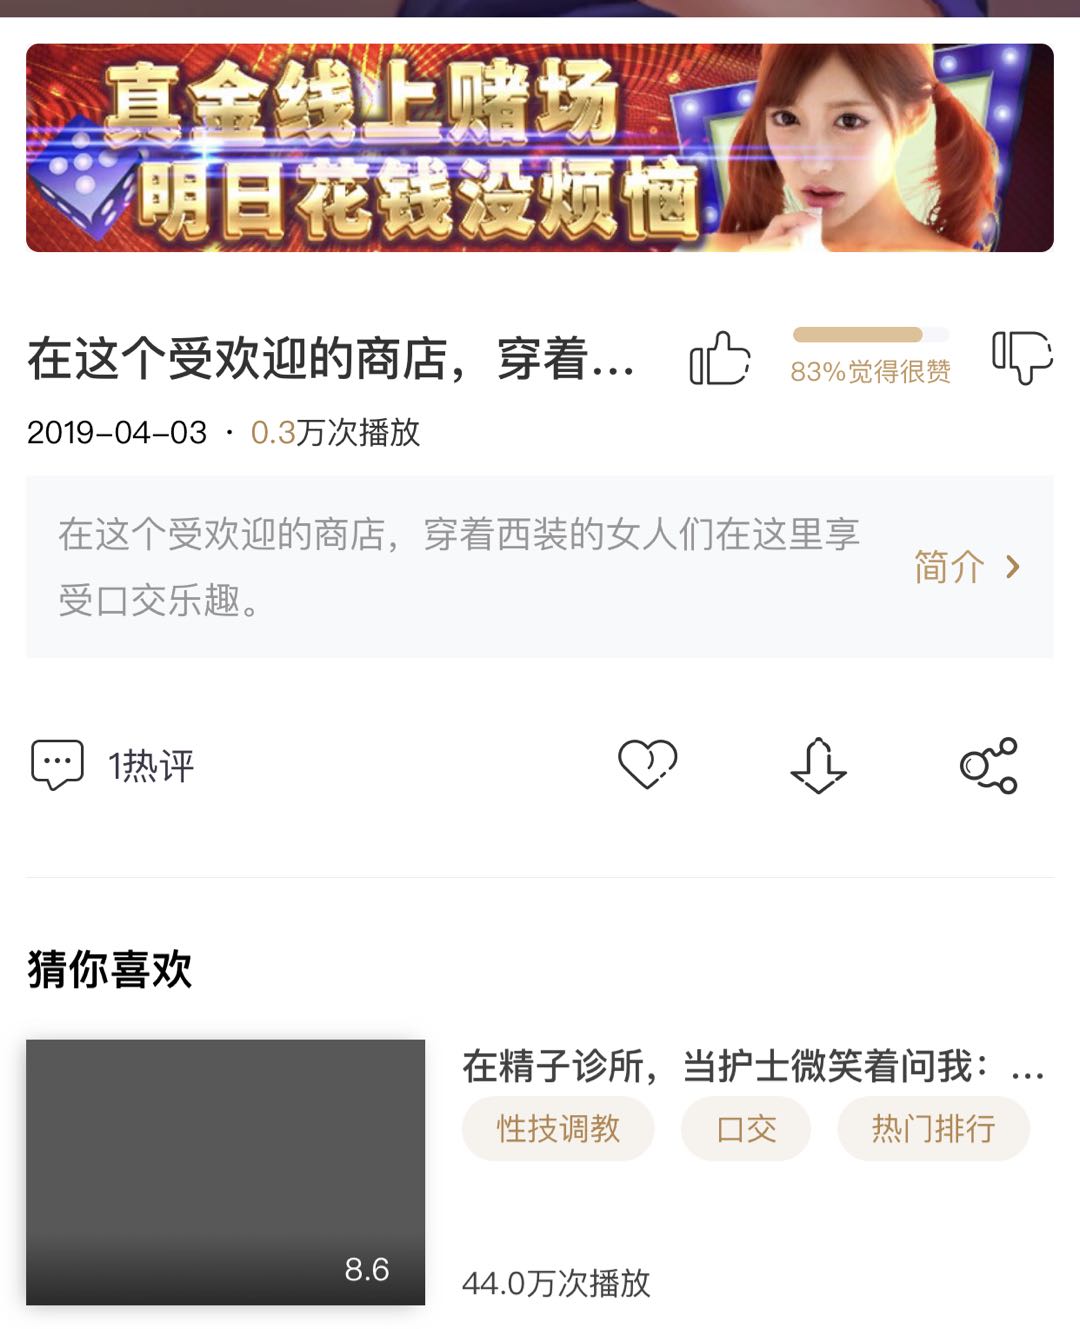 真金线上赌场
明日花钱没烦恼
在这个受欢迎的商店，穿着...
83%觉得很赞
2019-04-03 · 0.3万次播放
在这个受欢迎的商店，穿着西装的女人们在这里享
受口交乐趣。
简介
1热评
猜你喜欢
在精子诊所，当护士微笑着问我：...
性技调教 口交 热门排行
8.6
44.0万次播放